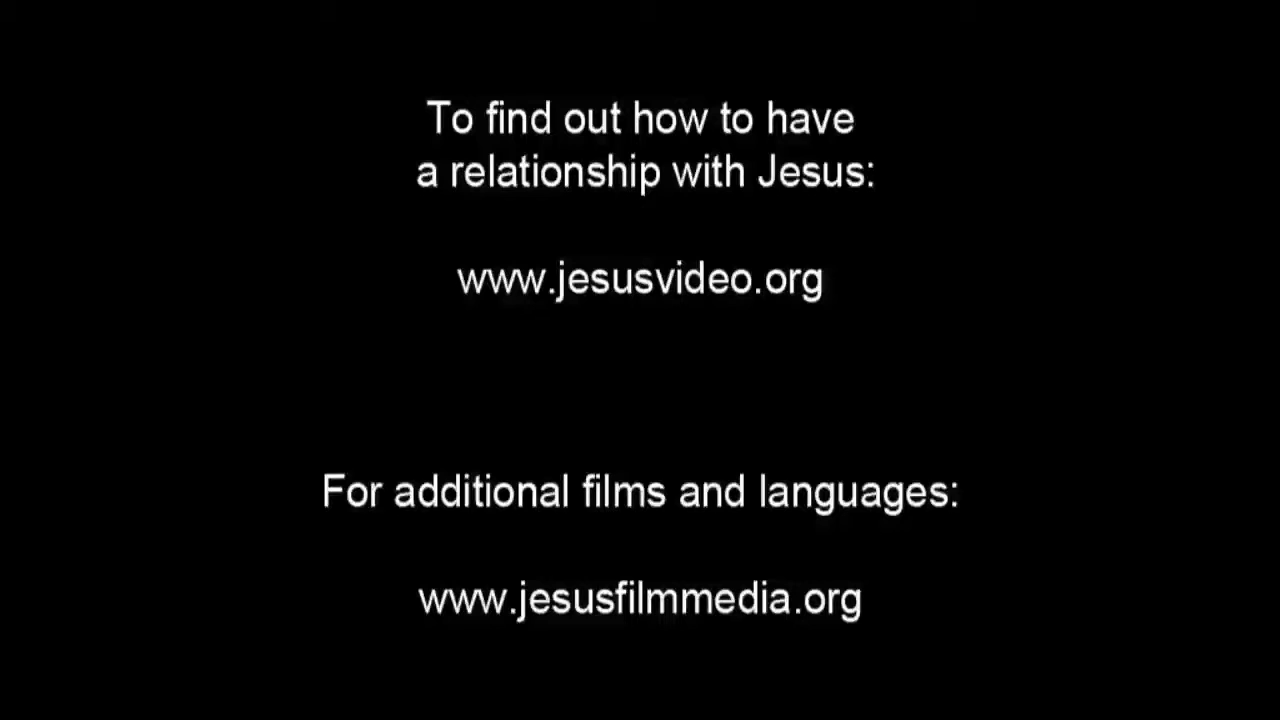 To find out how to have
a relationship with Jesus:
www.jesusvideo.org
For additional films and languages:
www.jesusfilmmedia.org